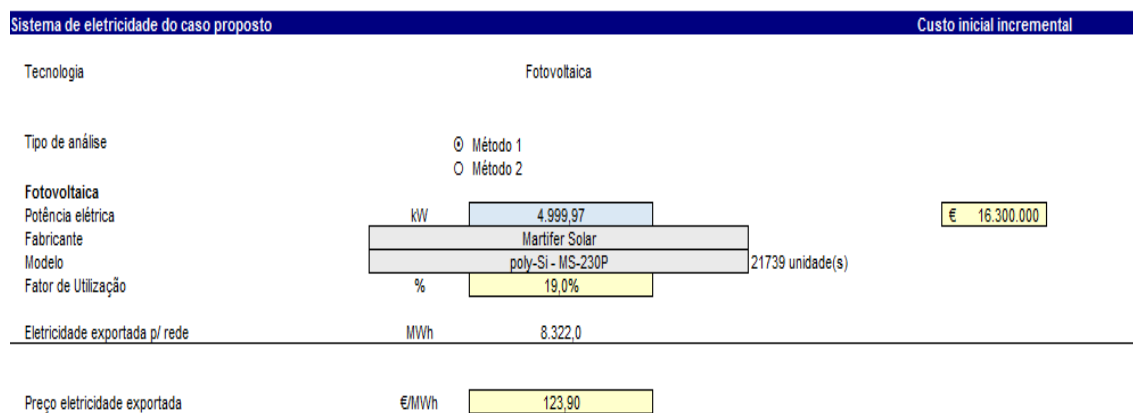 Sistema de eletricidade do caso proposto Custo inicial incremental
Tecnologia Fotovoltaica
Tipo de análise Método 1
Método 2
Fotovoltaica
Potência elétrica kW 4.999,97 € 16.300.000
Fabricante Martifer Solar
Modelo poly-Si - MS-230P 21739 unidade(s)
Fator de Utilização % 19,0%
Eletricidade exportada p/ rede MWh 8.322,0
Preço eletricidade exportada €/MWh 123,90